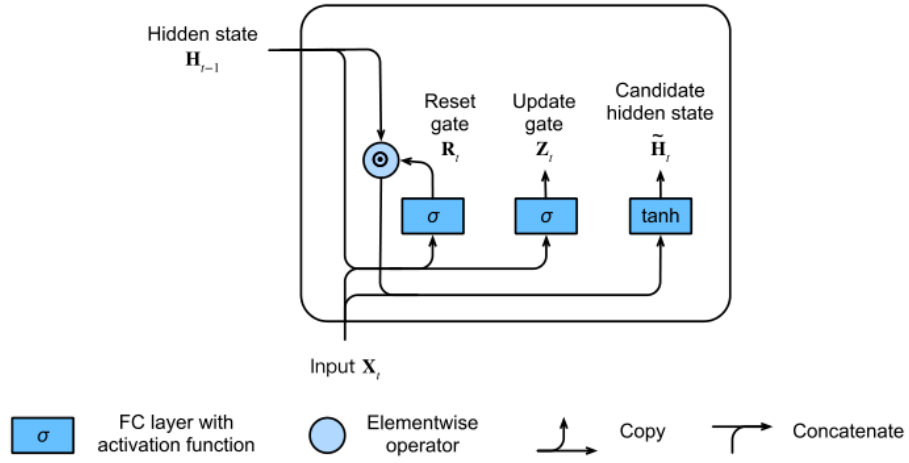 Hidden state
H_{t−1}
Reset
gate
R_t
Update
gate
Z_t
Candidate
hidden state
H̃_t
⊙
σ
σ
tanh
Input X_t
σ
FC layer with
activation function
Elementwise
operator
Copy
Concatenate